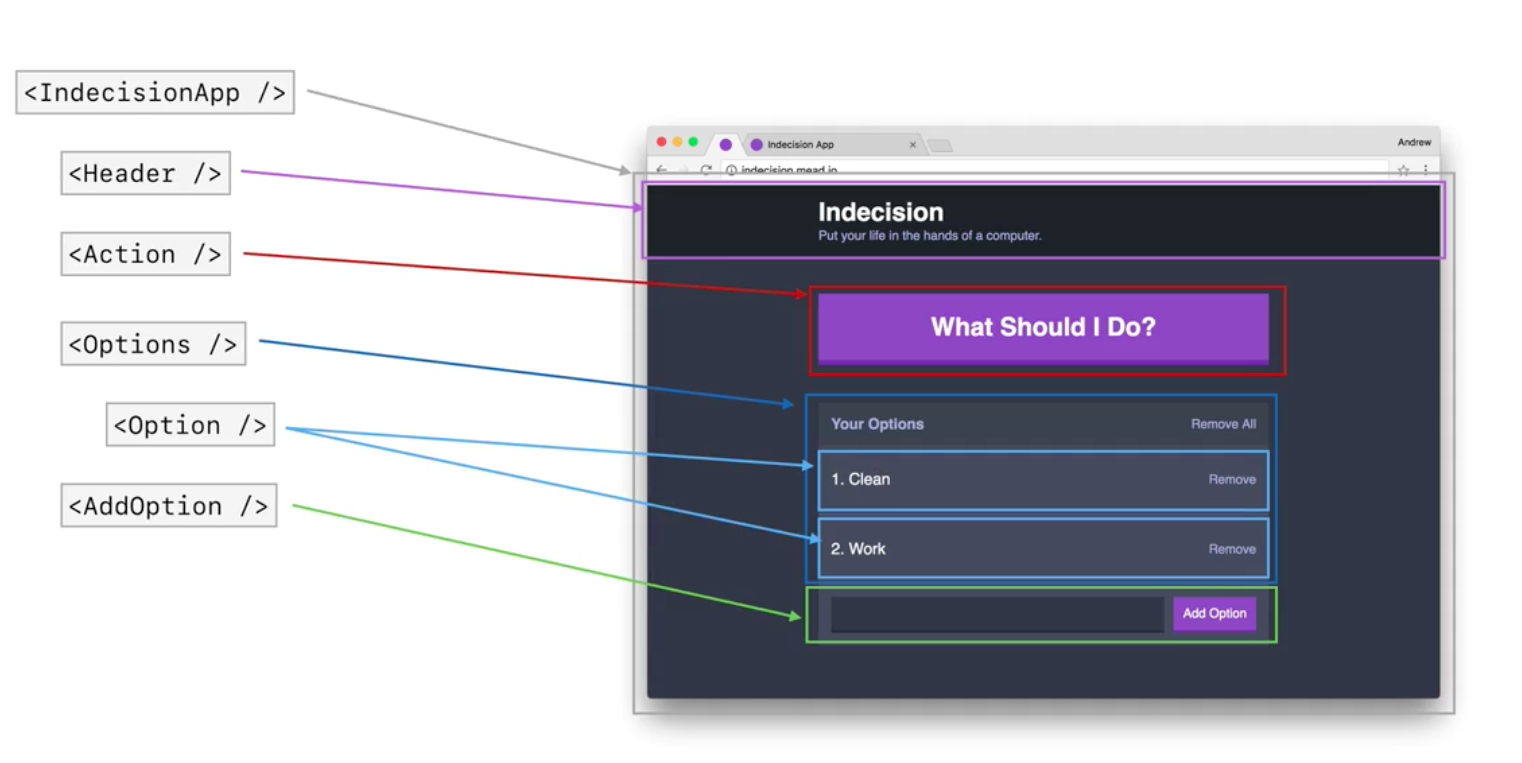 <IndecisionApp />
<Header />
<Action />
<Options />
<Option />
<AddOption />
Indecision App
Andrew
indecision.mead.io
Indecision
Put your life in the hands of a computer.
What Should I Do?
Your Options Remove All
1. Clean Remove
2. Work Remove
Add Option